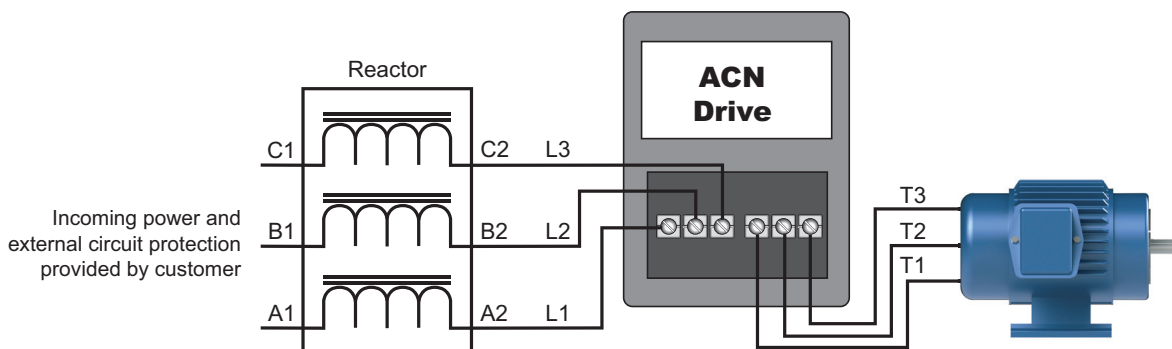 Reactor
ACN
Drive
C1
C2
L3
Incoming power and
external circuit protection
provided by customer
B1
B2
L2
A1
A2
L1
T3
T2
T1